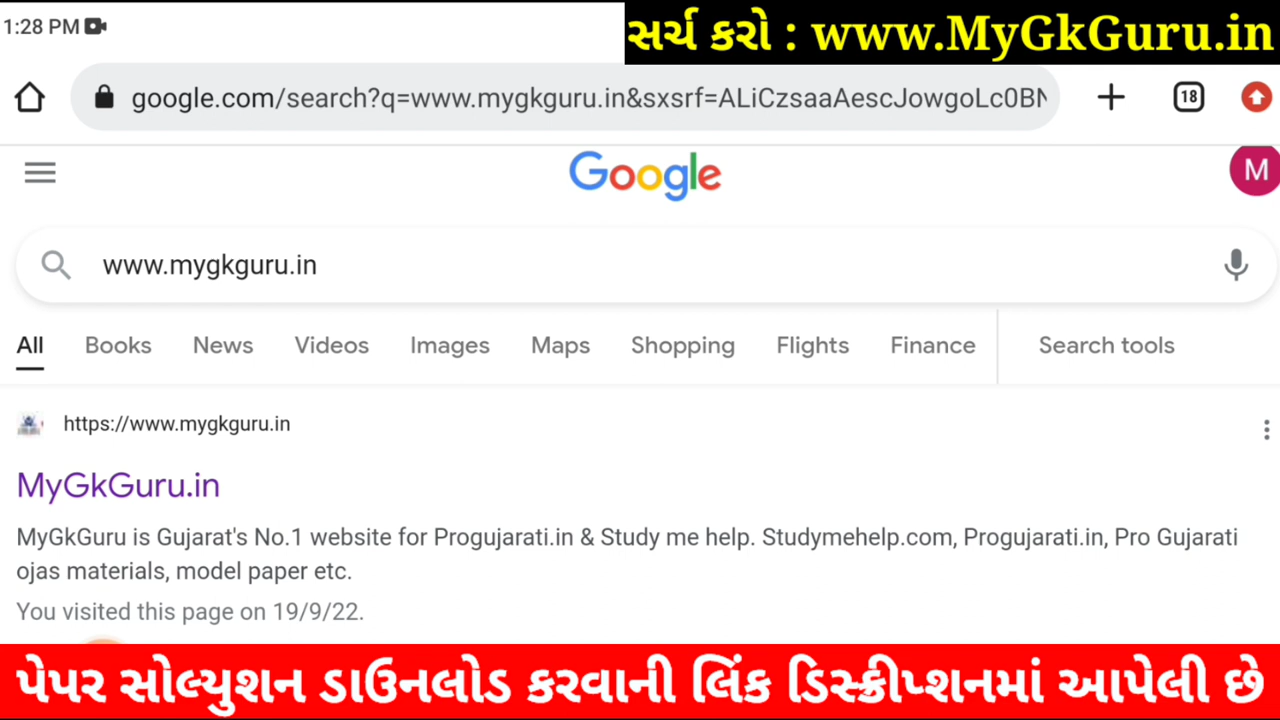 1:28 PM
સર્ચ કરો : www.MyGkGuru.in
google.com/search?q=www.mygkguru.in&sxsrf=ALiCzsaaAescJowgoLc0BN
18
Google
M
www.mygkguru.in
All Books News Videos Images Maps Shopping Flights Finance Search tools
https://www.mygkguru.in
MyGkGuru.in
MyGkGuru is Gujarat's No.1 website for Progujarati.in & Study me help. Studymehelp.com, Progujarati.in, Pro Gujarati
ojas materials, model paper etc.
You visited this page on 19/9/22.
પેપર સોલ્યુશન ડાઉનલોડ કરવાની લિંક ડિસ્ક્રીપ્શનમાં આપેલી છે